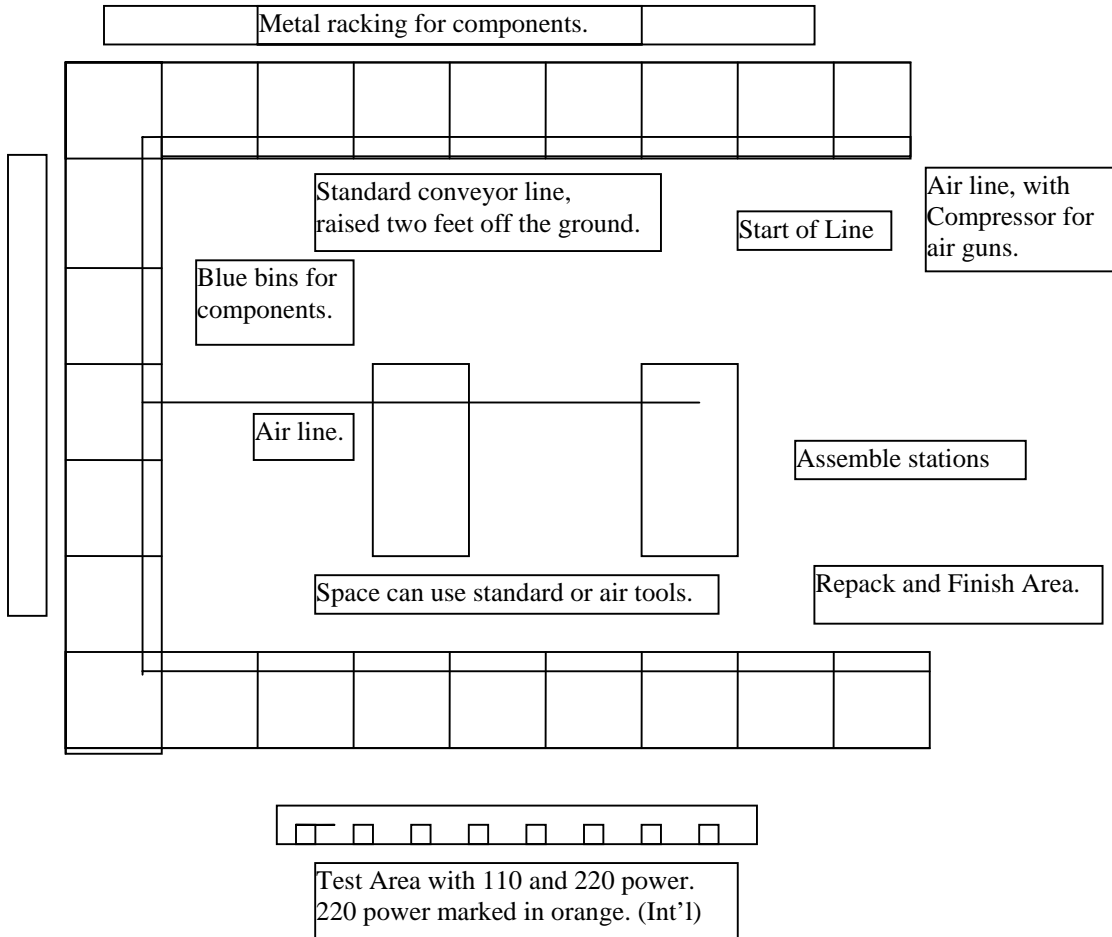 Metal racking for components.
Standard conveyor line,
raised two feet off the ground.
Start of Line
Air line, with
Compressor for
air guns.
Blue bins for
components.
Air line.
Assemble stations
Space can use standard or air tools.
Repack and Finish Area.
Test Area with 110 and 220 power.
220 power marked in orange. (Int’l)